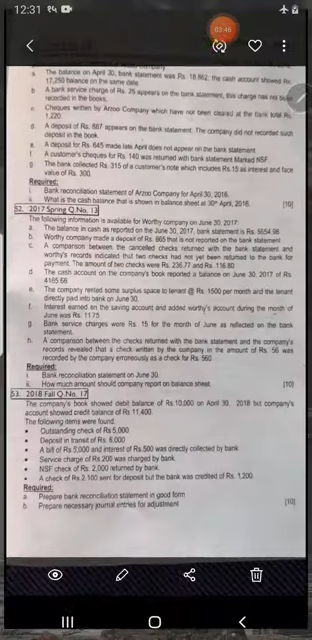 12:31
03:46
a. The balance on April 30, bank statement was Rs. 18,662, the cash account showed Rs.
17,250 balance on the same date.
b. A bank service charge of Rs. 25 appears on the bank statement, this charge has not been
recorded in the books.
c. Cheques written by Arzoo Company which have not been cleared at the bank total Rs.
1,220.
d. A deposit of Rs. 887 appears on the bank statement. The company did not recorded such
deposit in the book.
e. A deposit for Rs. 645 made late April does not appear on the bank statement.
f. A customer's cheques for Rs. 140 was returned with bank statement Marked NSF.
g. The bank collected Rs. 315 of a customer's note which includes Rs.15 as interest and face
value of Rs. 300.
Required:
i. Bank reconciliation statement of Arzoo Company for April 30, 2016.
ii. What is the cash balance that is shown in balance sheet at 30th April, 2016. [10]
52. 2017 Spring Q.No. 13
The following information is available for Worthy company on June 30, 2017:
a. The balance in cash as reported on the June 30, 2017, bank statement is Rs. 5654.98
b. Worthy company made a deposit of Rs. 865 that is not reported on the bank statement
c. A comparison between the cancelled checks returned with the bank statement and
worthy's records indicated that two checks had not yet been returned to the bank for
payment. The amount of two checks were Rs. 236.77 and Rs. 116.80
d. The cash account on the company's book reported a balance on June 30, 2017 of Rs.
4165.66
e. The company rented some surplus space to tenant @ Rs. 1500 per month and the tenant
directly paid into bank on June 30.
f. Interest earned on the saving account and added worthy's account during the month of
June was Rs. 11.75
g. Bank service charges were Rs. 15 for the month of June as reflected on the bank
statement.
h. A comparison between the checks returned with the bank statement and the company's
records revealed that a check written by the company in the amount of Rs. 56 was
recorded by the company erroneously as a check for Rs. 560
Required:
i. Bank reconciliation statement on June 30.
ii. How much amount should company report on balance sheet. [10]
53. 2018 Fall Q.No. 17
The company's book showed debit balance of Rs.10,000 on April 30, 2018 but company's
account showed credit balance of Rs 11,400.
The following items were found.
• Outstanding check of Rs 5,000
• Deposit in transit of Rs. 6,000
• A bill of Rs.3,000 and interest of Rs.500 was directly collected by bank
• Service charge of Rs.200 was charged by bank.
• NSF check of Rs. 2,000 returned by bank.
• A check of Rs.2,100 sent for deposit but the bank was credited of Rs. 1,200
Required:
a. Prepare bank reconciliation statement in good form
b. Prepare necessary journal entries for adjustment [10]